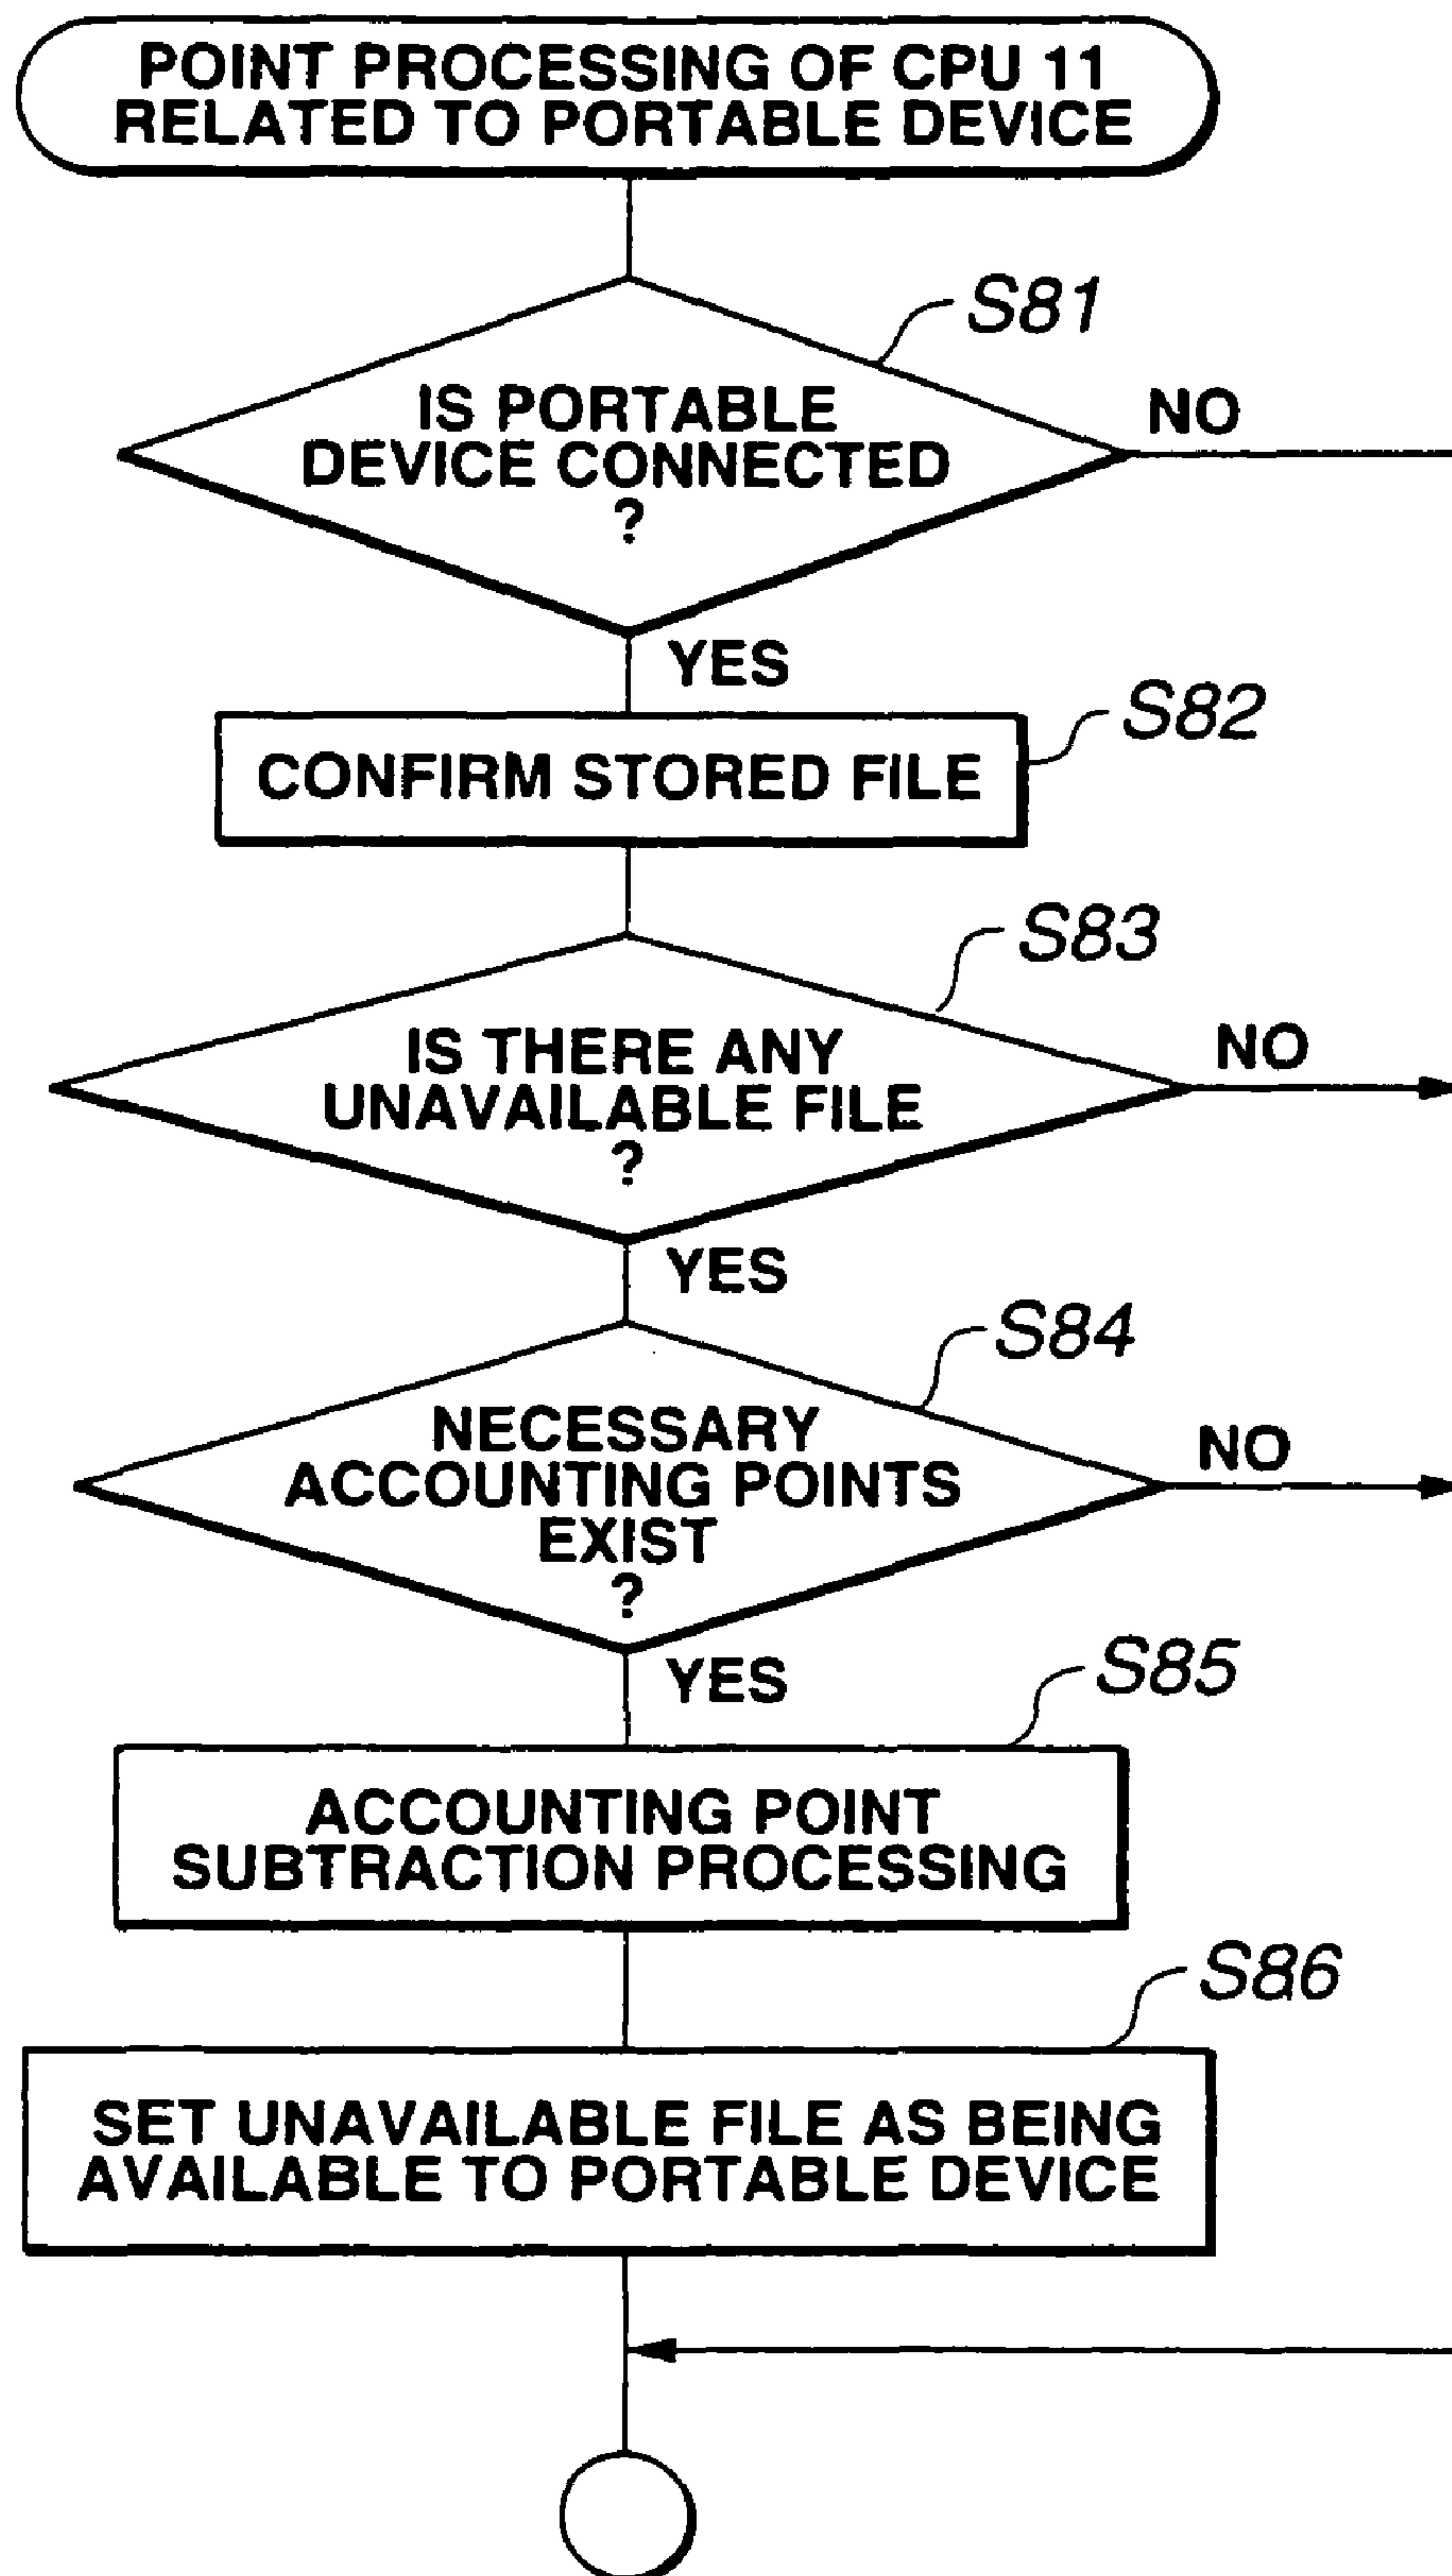 POINT PROCESSING OF CPU 11
RELATED TO PORTABLE DEVICE
S81
IS PORTABLE
DEVICE CONNECTED
?
NO
YES
S82
CONFIRM STORED FILE
S83
IS THERE ANY
UNAVAILABLE FILE
?
NO
YES
S84
NECESSARY
ACCOUNTING POINTS
EXIST
?
NO
YES
S85
ACCOUNTING POINT
SUBTRACTION PROCESSING
S86
SET UNAVAILABLE FILE AS BEING
AVAILABLE TO PORTABLE DEVICE